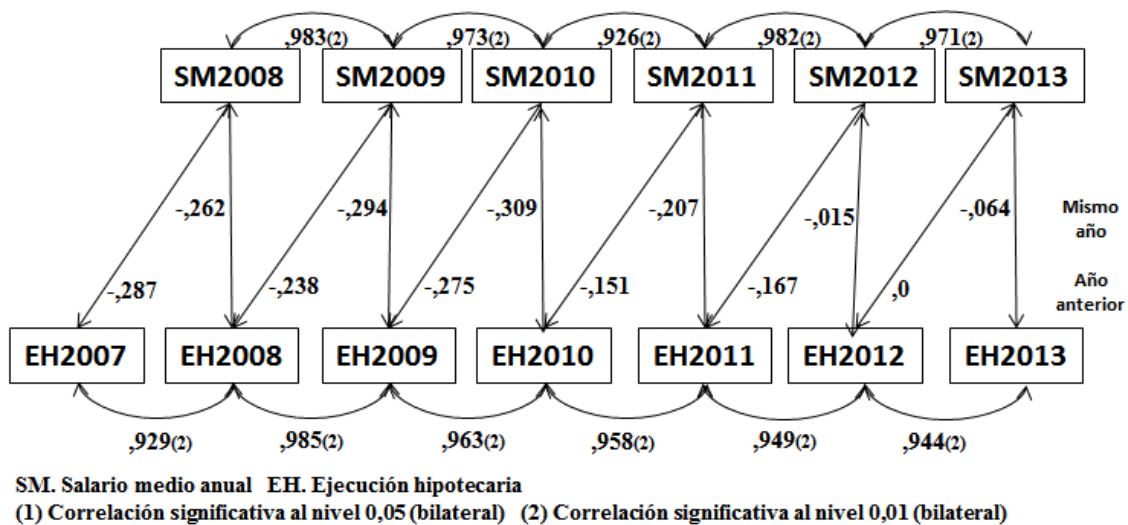 ,983(2) ,973(2) ,926(2) ,982(2) ,971(2)
SM2008 SM2009 SM2010 SM2011 SM2012 SM2013
-,262 -,294 -,309 -,207 -,015 -,064 Mismo
año
-,287 -,238 -,275 -,151 -,167 ,0 Año
anterior
EH2007 EH2008 EH2009 EH2010 EH2011 EH2012 EH2013
,929(2) ,985(2) ,963(2) ,958(2) ,949(2) ,944(2)
SM. Salario medio anual EH. Ejecución hipotecaria
(1) Correlación significativa al nivel 0,05 (bilateral) (2) Correlación significativa al nivel 0,01 (bilateral)